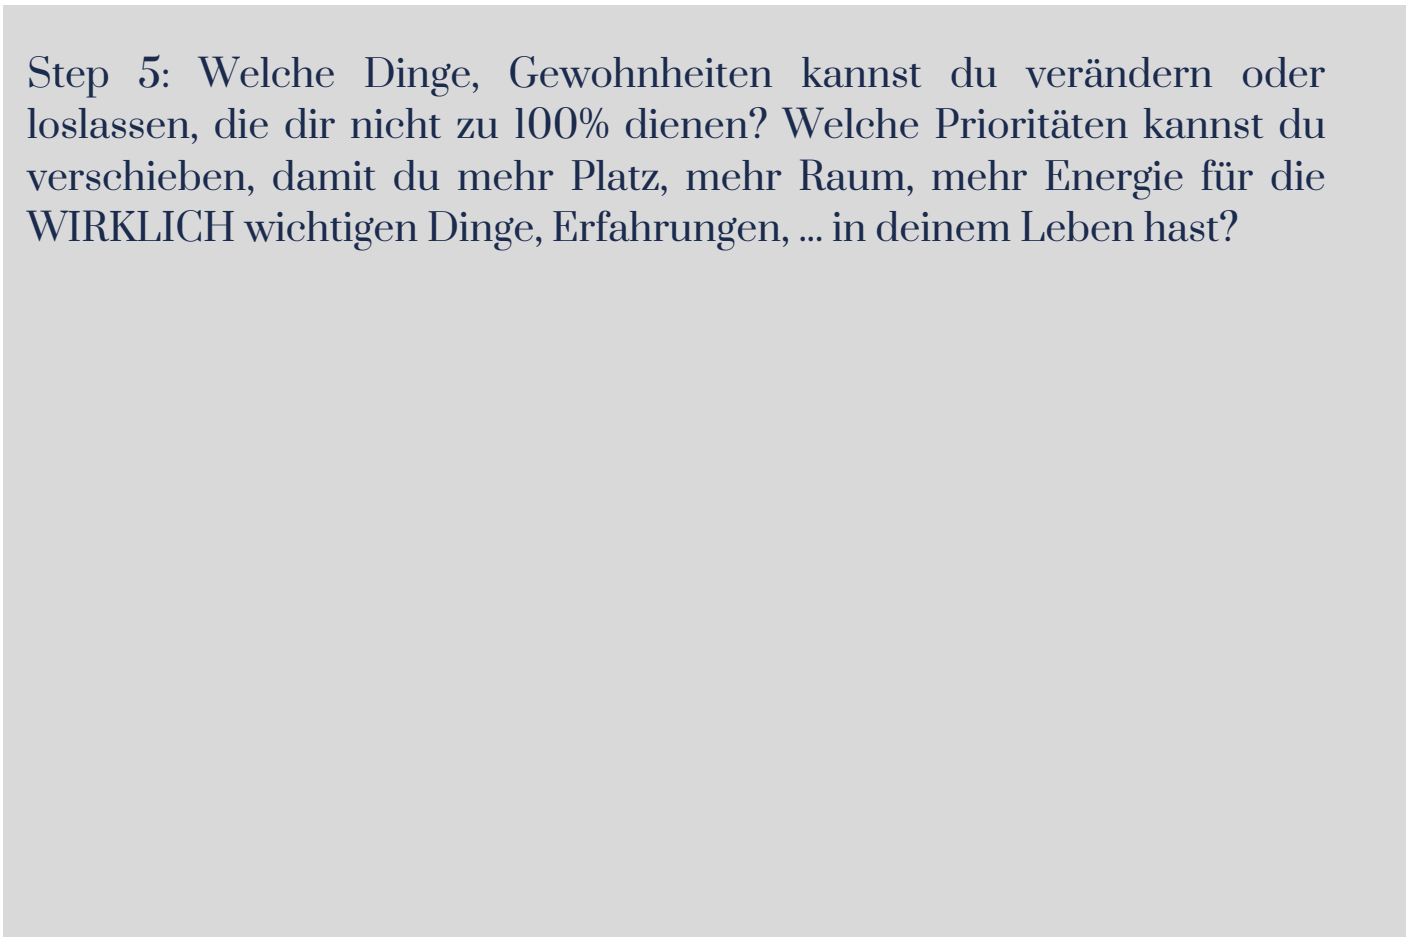 Step 5: Welche Dinge, Gewohnheiten kannst du verändern oder
loslassen, die dir nicht zu 100% dienen? Welche Prioritäten kannst du
verschieben, damit du mehr Platz, mehr Raum, mehr Energie für die
WIRKLICH wichtigen Dinge, Erfahrungen, ... in deinem Leben hast?